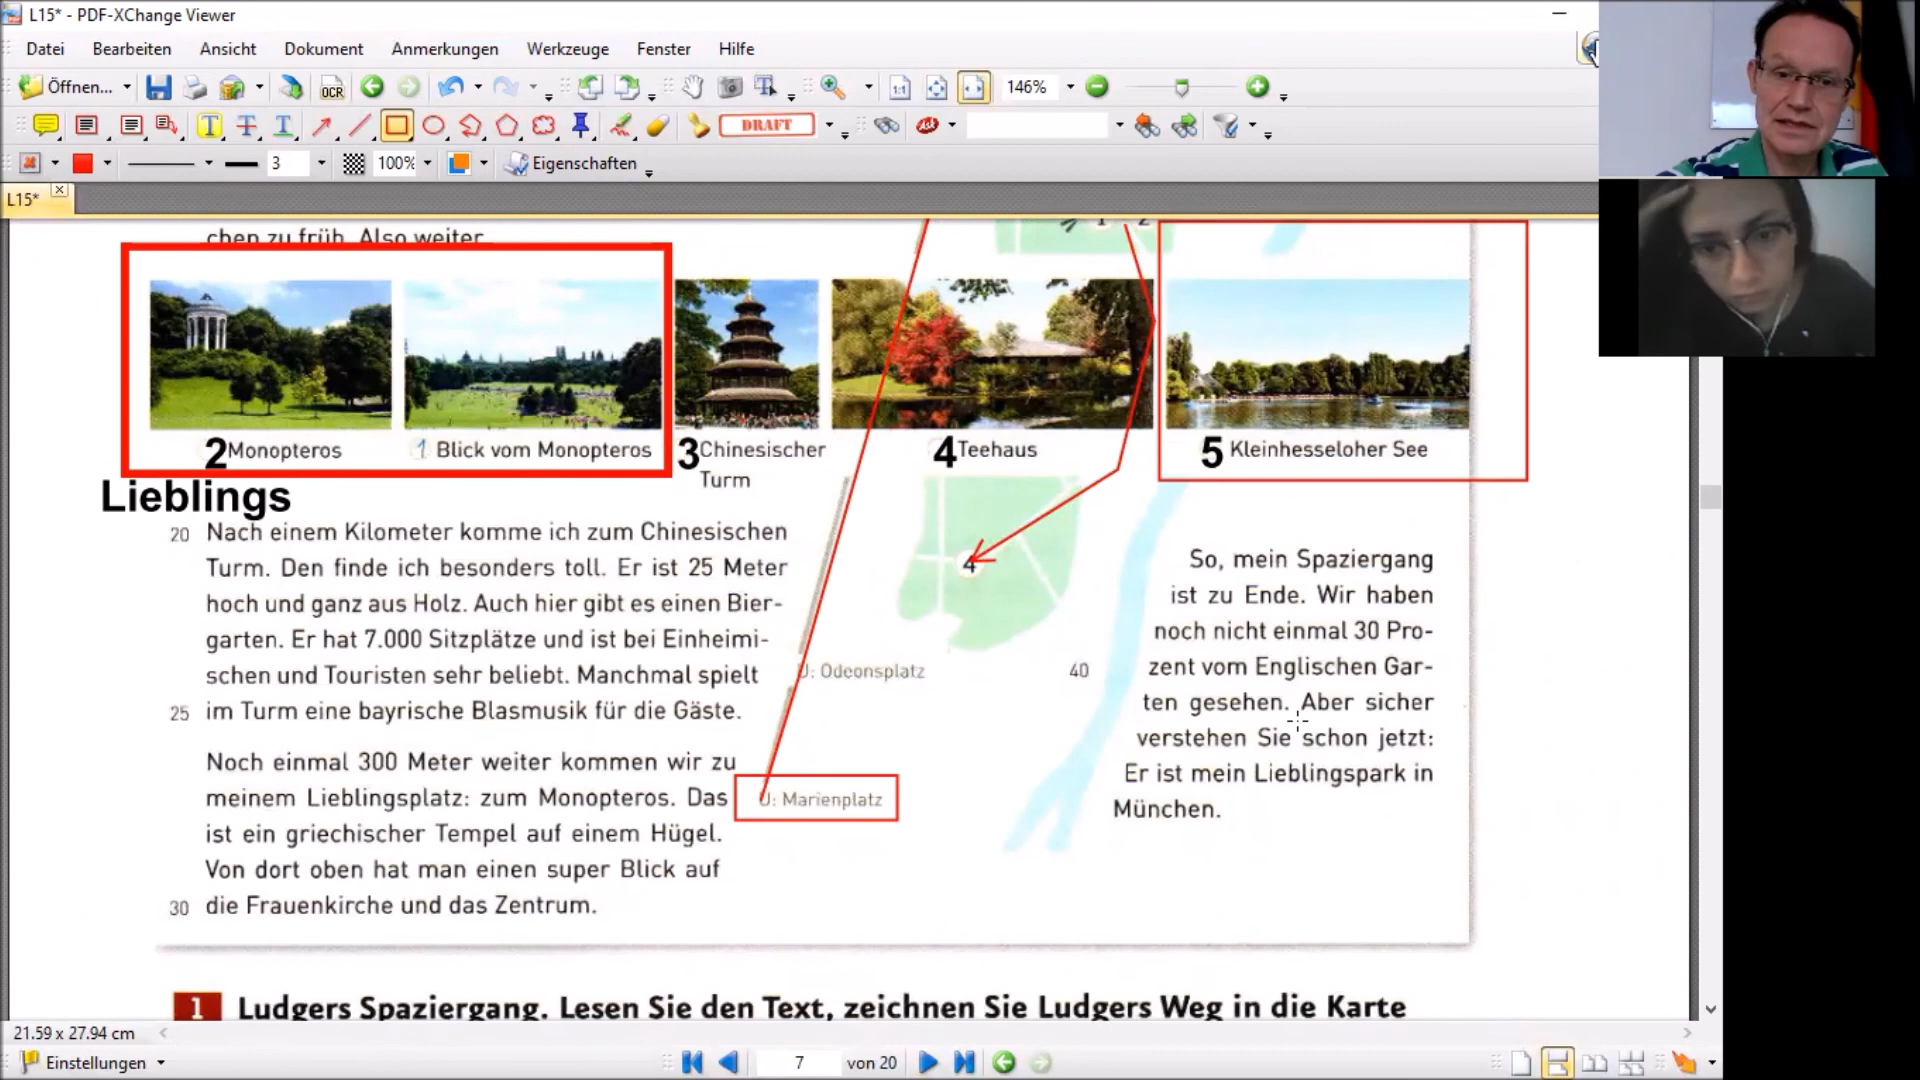 L15* - PDF-XChange Viewer
Datei Bearbeiten Ansicht Dokument Anmerkungen Werkzeuge Fenster Hilfe
Öffnen... OCR 1:1 146%
T T T DRAFT Ask
3 100% Eigenschaften
L15*
chen zu früh. Also weiter
2 Monopteros
1 Blick vom Monopteros
3 Chinesischer
Turm
4 Teehaus
5 Kleinhesseloher See
Lieblings
20 Nach einem Kilometer komme ich zum Chinesischen
Turm. Den finde ich besonders toll. Er ist 25 Meter
hoch und ganz aus Holz. Auch hier gibt es einen Bier-
garten. Er hat 7.000 Sitzplätze und ist bei Einheimi-
schen und Touristen sehr beliebt. Manchmal spielt
25 im Turm eine bayrische Blasmusik für die Gäste.
Noch einmal 300 Meter weiter kommen wir zu
meinem Lieblingsplatz: zum Monopteros. Das
ist ein griechischer Tempel auf einem Hügel.
Von dort oben hat man einen super Blick auf
30 die Frauenkirche und das Zentrum.
4
U: Odeonsplatz
U: Marienplatz
So, mein Spaziergang
ist zu Ende. Wir haben
noch nicht einmal 30 Pro-
40 zent vom Englischen Gar-
ten gesehen. Aber sicher
verstehen Sie schon jetzt:
Er ist mein Lieblingspark in
München.
1 Ludgers Spaziergang. Lesen Sie den Text, zeichnen Sie Ludgers Weg in die Karte
21.59 x 27.94 cm
Einstellungen 7 von 20